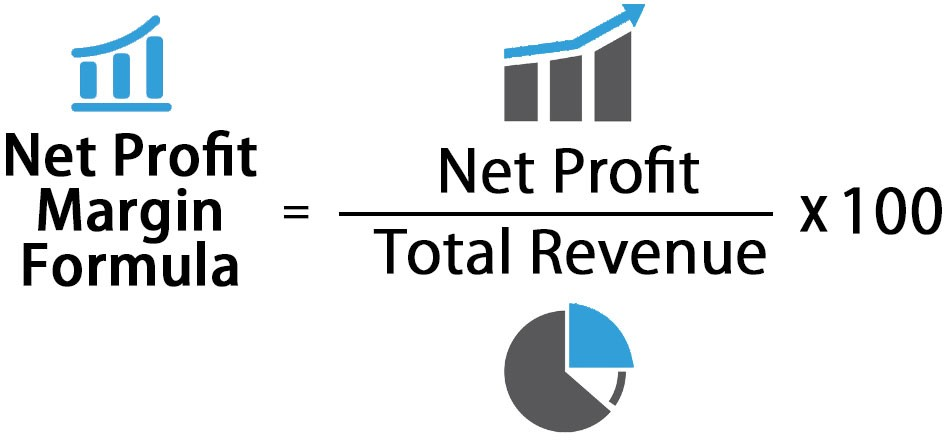 Net Profit
Margin
Formula
=
Net Profit
Total Revenue
x 100